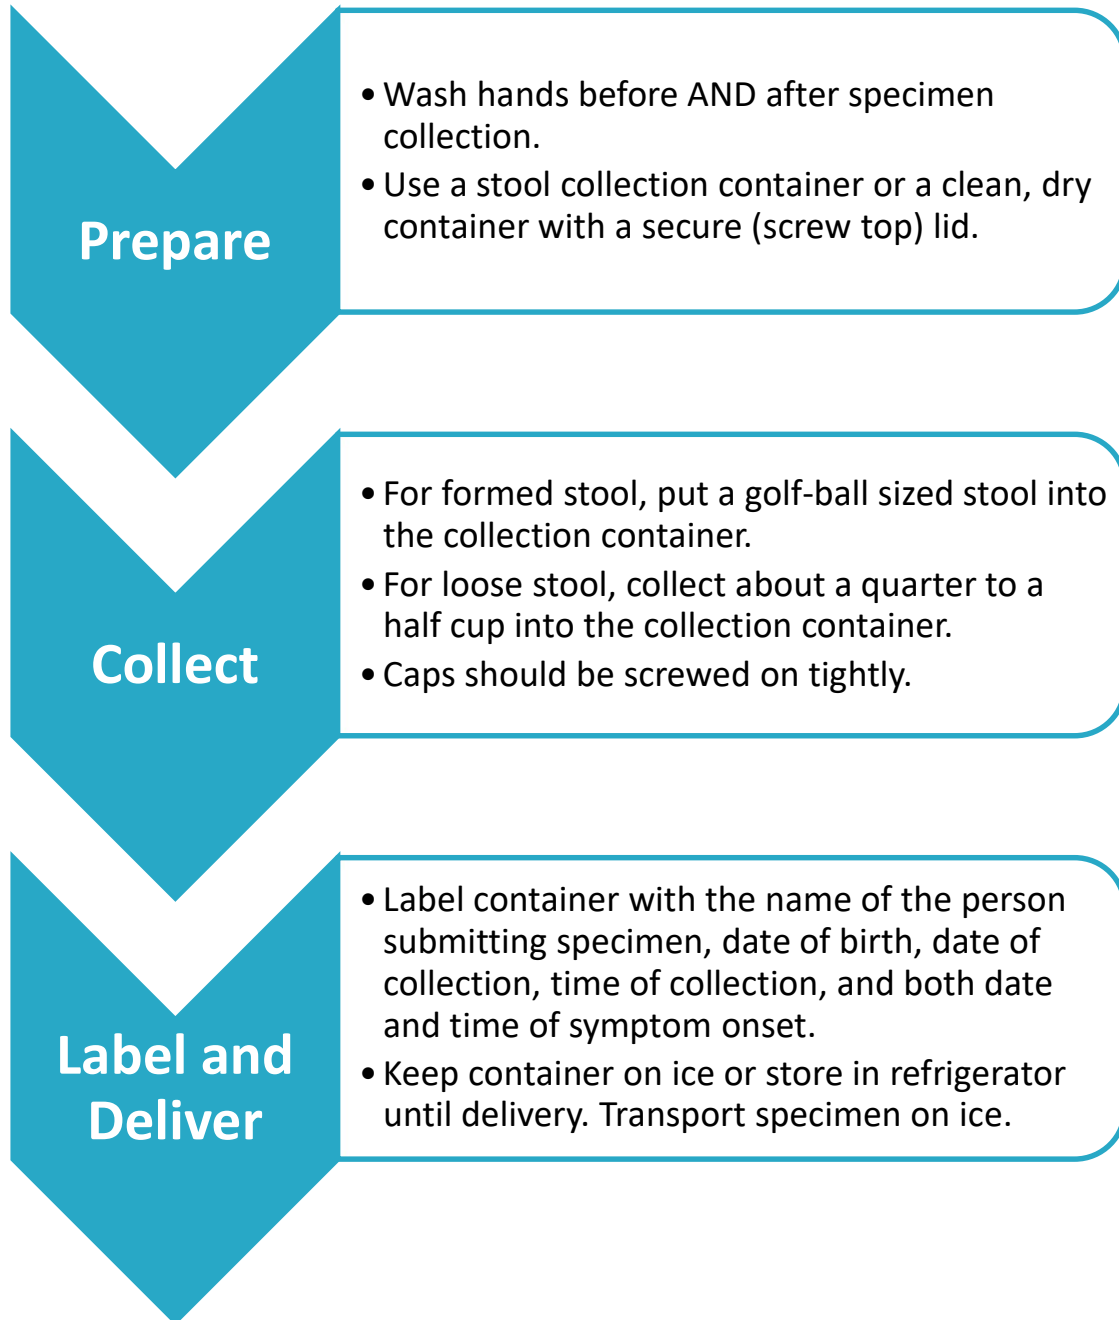 Prepare
• Wash hands before AND after specimen
collection.
• Use a stool collection container or a clean, dry
container with a secure (screw top) lid.
Collect
• For formed stool, put a golf-ball sized stool into
the collection container.
• For loose stool, collect about a quarter to a
half cup into the collection container.
• Caps should be screwed on tightly.
Label and
Deliver
• Label container with the name of the person
submitting specimen, date of birth, date of
collection, time of collection, and both date
and time of symptom onset.
• Keep container on ice or store in refrigerator
until delivery. Transport specimen on ice.